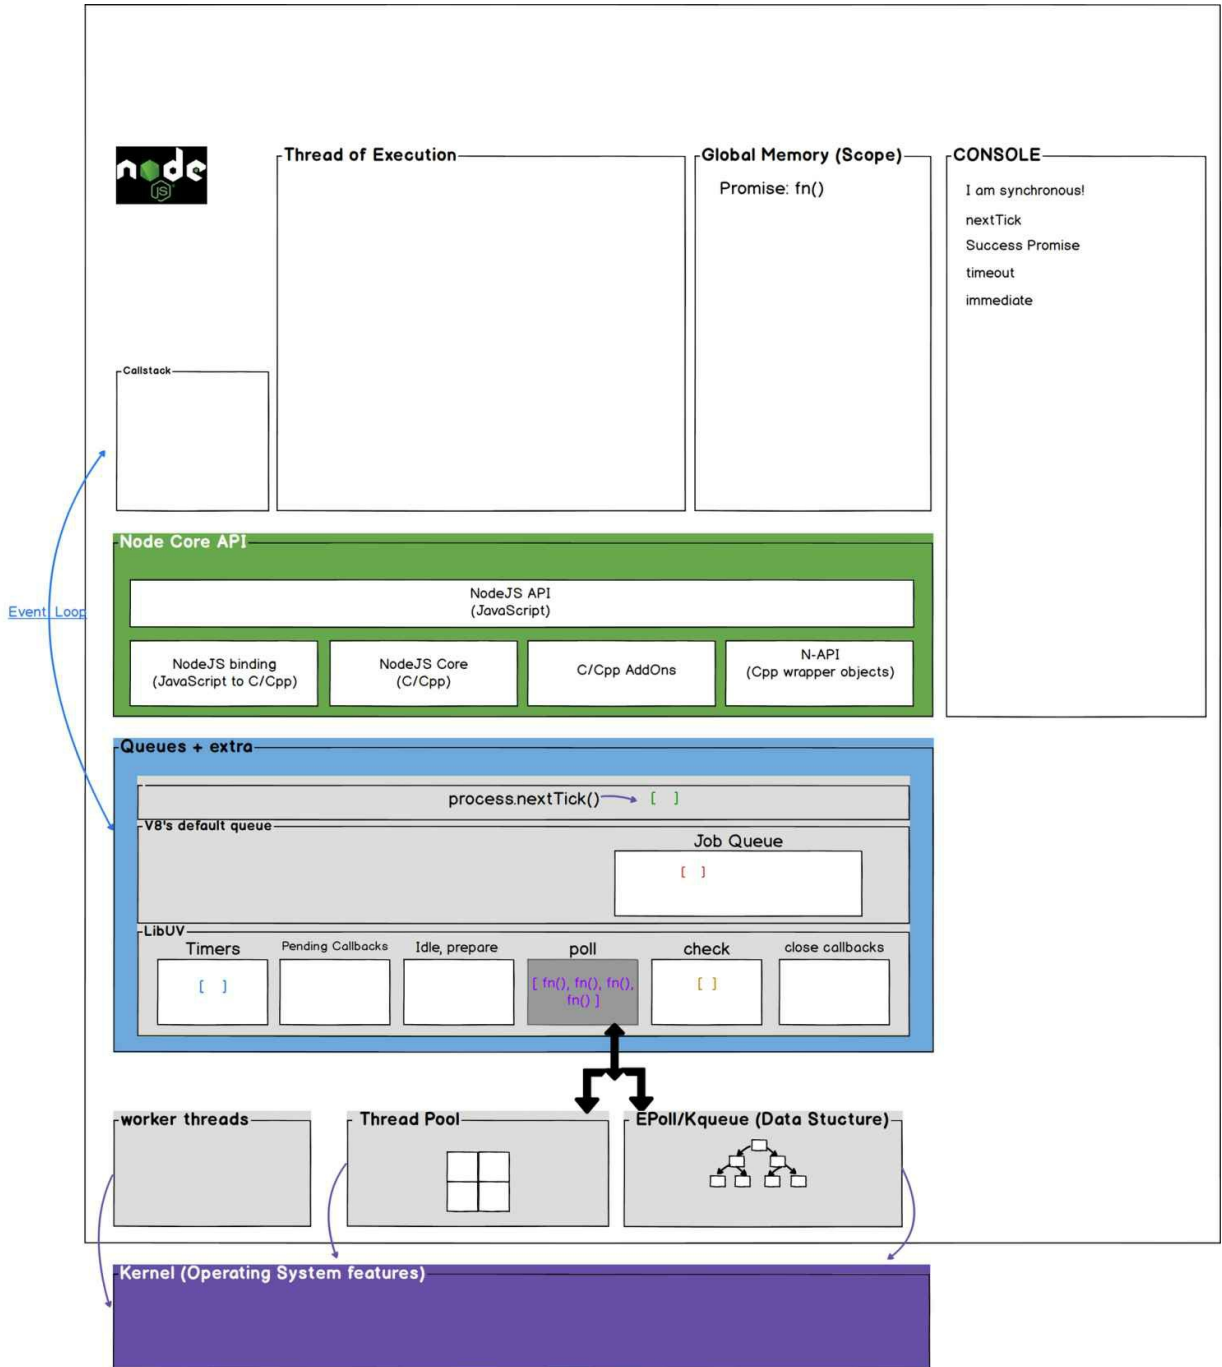 node
JS
Thread of Execution
Global Memory (Scope)
Promise: fn()
CONSOLE
I am synchronous!
nextTick
Success Promise
timeout
immediate
Callstack
Event Loop
Node Core API
NodeJS API
(JavaScript)
NodeJS binding
(JavaScript to C/Cpp)
NodeJS Core
(C/Cpp)
C/Cpp AddOns
N-API
(Cpp wrapper objects)
Queues + extra
process.nextTick()
[ ]
V8's default queue
Job Queue
[ ]
LibUV
Timers
[ ]
Pending Callbacks
Idle, prepare
poll
[ fn(), fn(), fn(),
fn() ]
check
[ ]
close callbacks
worker threads
Thread Pool
EPoll/Kqueue (Data Stucture)
Kernel (Operating System features)